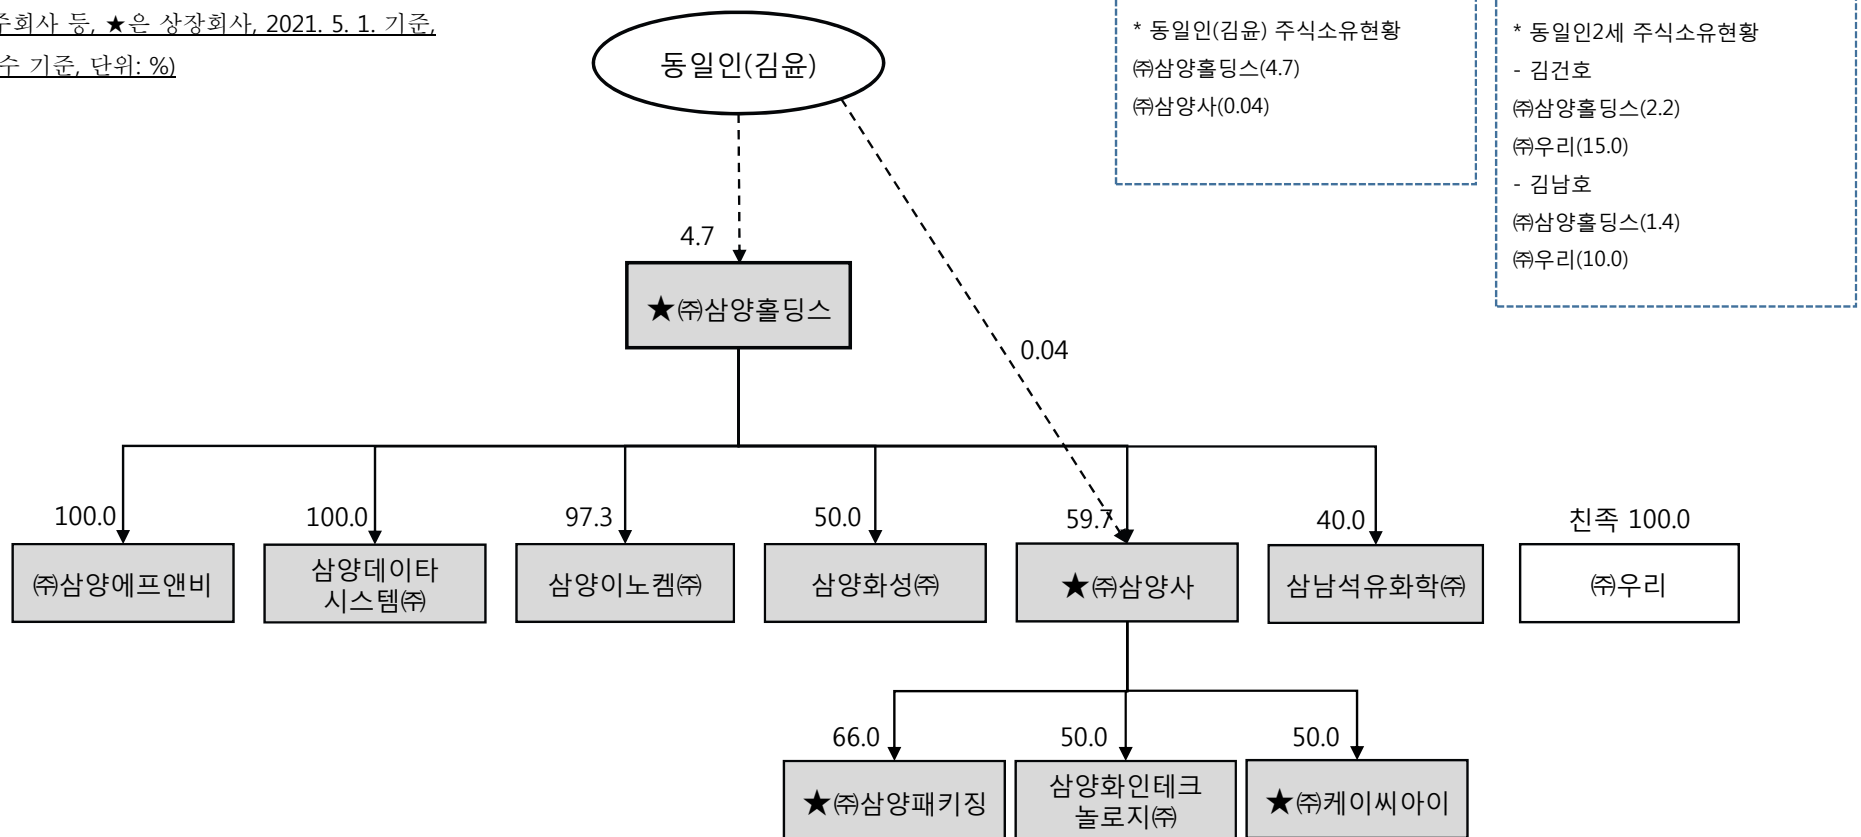 주회사 등, ★은 상장회사, 2021. 5. 1. 기준,
수 기준, 단위: %)
동일인(김윤)
* 동일인(김윤) 주식소유현황
㈜삼양홀딩스(4.7)
㈜삼양사(0.04)
* 동일인2세 주식소유현황
- 김건호
㈜삼양홀딩스(2.2)
㈜우리(15.0)
- 김남호
㈜삼양홀딩스(1.4)
㈜우리(10.0)
4.7
★㈜삼양홀딩스
0.04
100.0
100.0
97.3
50.0
59.7
40.0
친족 100.0
㈜삼양에프앤비
삼양데이타
시스템㈜
삼양이노켐㈜
삼양화성㈜
★㈜삼양사
삼남석유화학㈜
㈜우리
66.0
50.0
50.0
★㈜삼양패키징
삼양화인테크
놀로지㈜
★㈜케이씨아이